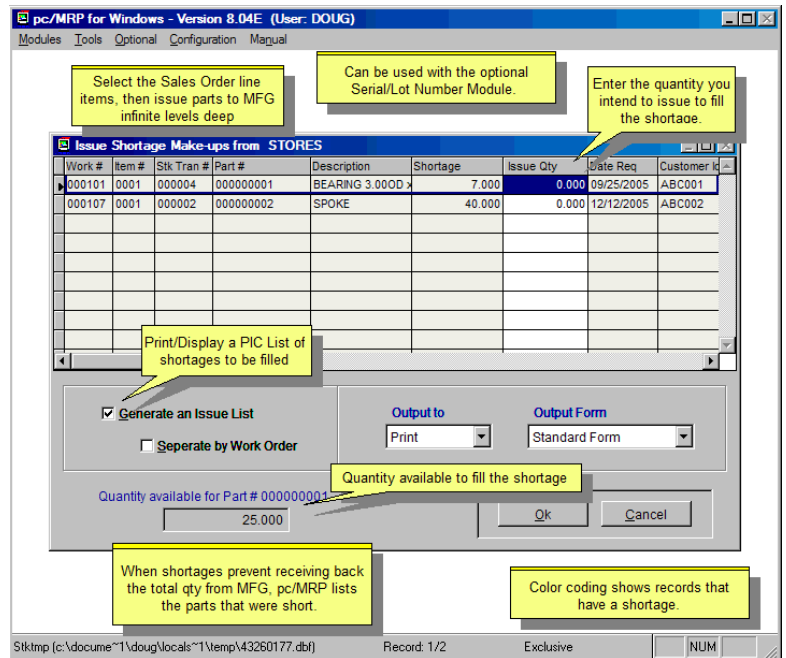 pc/MRP for Windows - Version 8.04E (User: DOUG)
Modules Tools Optional Configuration Manual
Select the Sales Order line
items, then issue parts to MFG
infinite levels deep
Can be used with the optional
Serial/Lot Number Module.
Enter the quantity you
intend to issue to fill
the shortage.
Issue Shortage Make-ups from STORES
Work # Item # Stk Tran # Part # Description Shortage Issue Qty Date Req Customer Id
000101 0001 000004 000000001 BEARING 3.00OD x 7.000 0.000 09/25/2005 ABC001
000107 0001 000002 000000002 SPOKE 40.000 0.000 12/12/2005 ABC002
Print/Display a PIC List of
shortages to be filled
Generate an Issue List
Seperate by Work Order
Output to
Print
Output Form
Standard Form
Quantity available to fill the shortage
Quantity available for Part # 000000001
25.000
Ok
Cancel
When shortages prevent receiving back
the total qty from MFG, pc/MRP lists
the parts that were short.
Color coding shows records that
have a shortage.
Stktmp (c:\docume~1\doug\locals~1\temp\43260177.dbf) Record: 1/2 Exclusive NUM